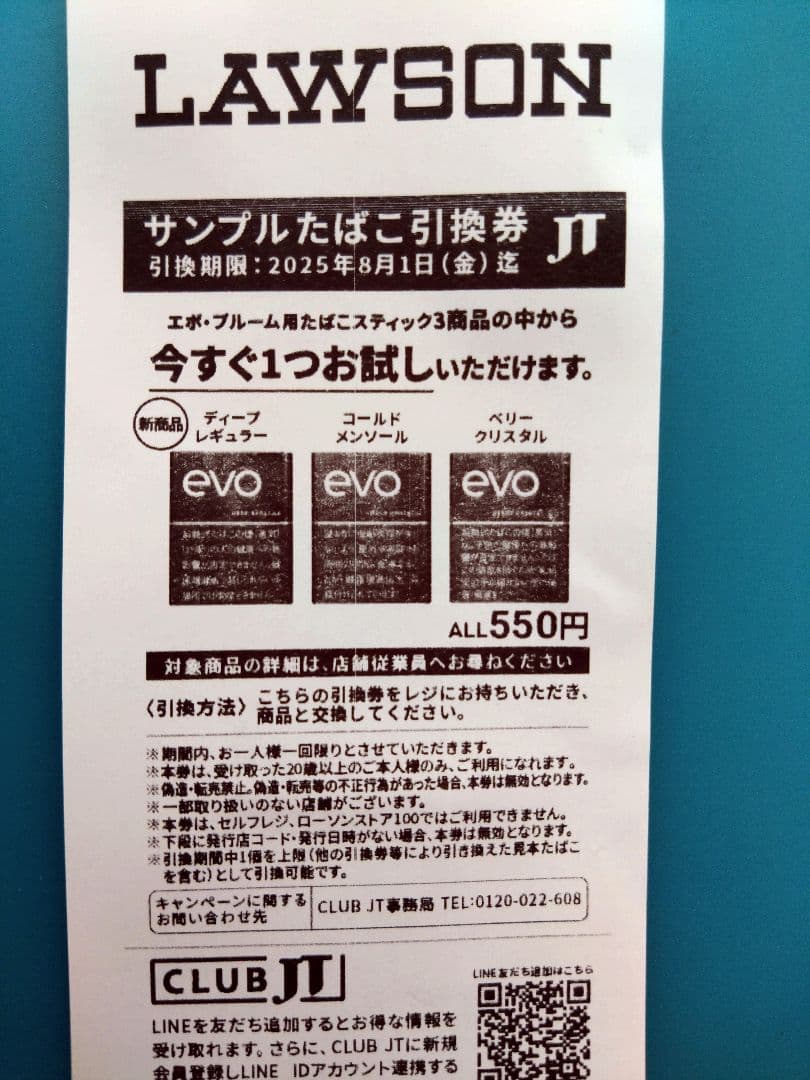 LAWSON
サンプルたばこ引換券 JT
引換期限：2025年8月1日（金）迄
エボ・プルーム用たばこスティック3商品の中から
今すぐ1つお試しいただけます。
新商品
ディープ
レギュラー
コールド
メンソール
ベリー
クリスタル
evo
evo
evo
ALL550円
対象商品の詳細は、店舗従業員へお尋ねください
〈引換方法〉こちらの引換券をレジにお持ちいただき、
商品と交換してください。
※期間内、お一人様一回限りとさせていただきます。
※本券は、受け取った20歳以上のご本人様のみ、ご利用になれます。
※偽造・転売禁止。偽造・転売等の不正行為があった場合、本券は無効となります。
※一部取り扱いのない店舗がございます。
※本券は、セルフレジ、ローソンストア100ではご利用できません。
※下段に発行店コード・発行日時がない場合、本券は無効となります。
※引換期間中1個を上限（他の引換券等により引き換えた見本たばこ
を含む）として引換可能です。
キャンペーンに関する
お問い合わせ先
CLUB JT事務局 TEL:0120-022-608
CLUB JT
LINE友だち追加はこちら
LINEを友だち追加するとお得な情報を
受け取れます。さらに、CLUB JTに新規
会員登録しLINE IDアカウント連携する